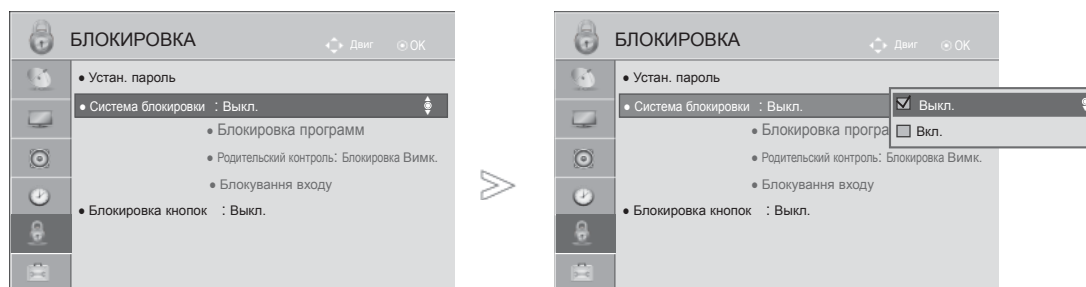 БЛОКИРОВКА
Двиг ОК
• Устан. пароль
• Система блокировки : Выкл.
• Блокировка программ
• Родительский контроль: Блокировка Вимк.
• Блокування входу
• Блокировка кнопок : Выкл.
БЛОКИРОВКА
Двиг ОК
• Устан. пароль
• Система блокировки : Выкл.
Выкл.
• Блокировка програ
Вкл.
• Родительский контроль: Блокировка Вимк.
• Блокування входу
• Блокировка кнопок : Выкл.